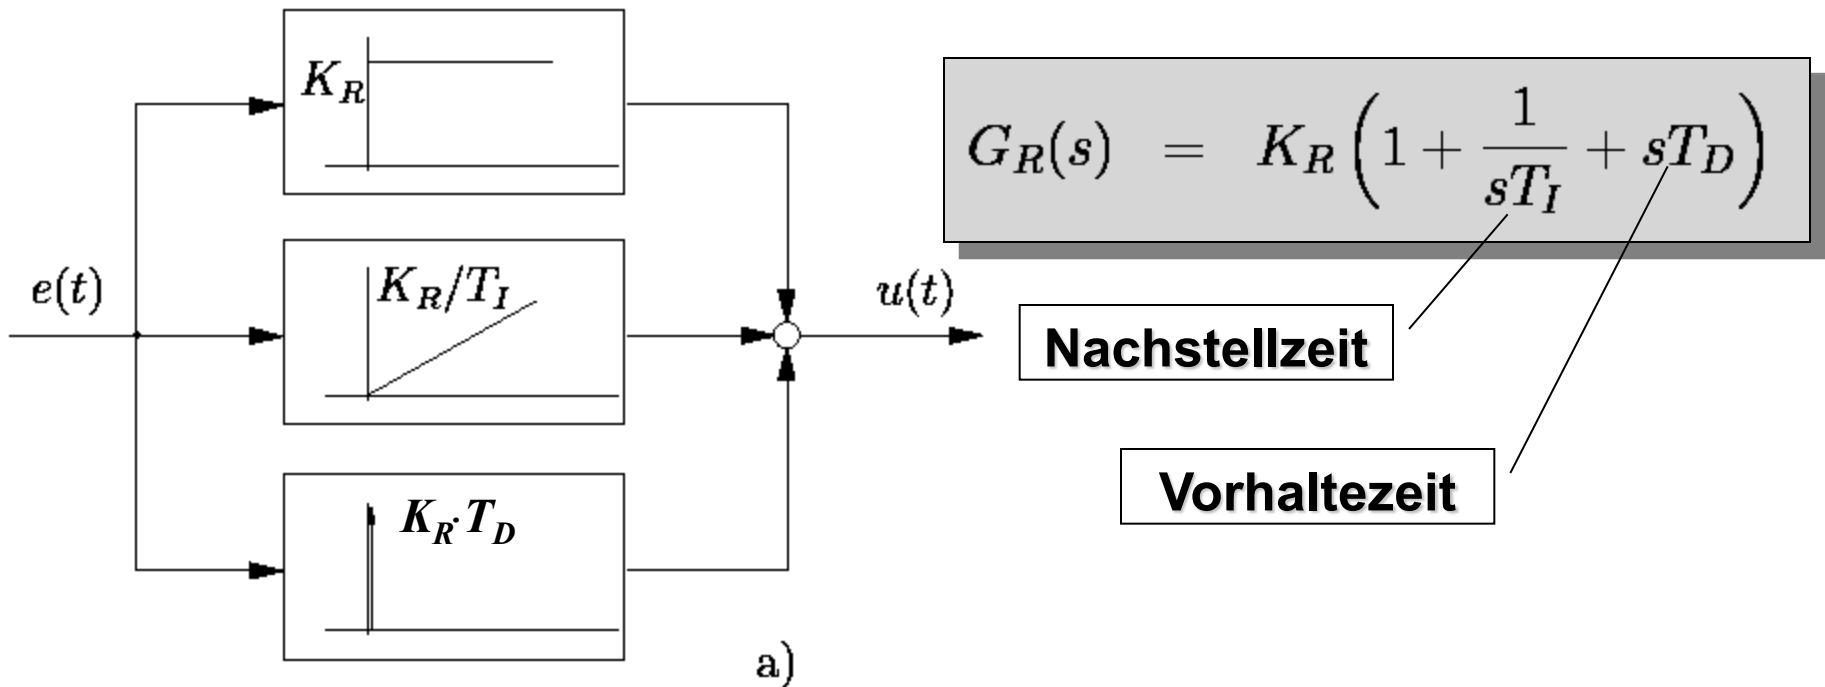 K_R
G_R(s) = K_R (1 + 1/(sT_I) + sT_D)
e(t)
K_R/T_I
u(t)
Nachstellzeit
Vorhaltezeit
K_R·T_D
a)